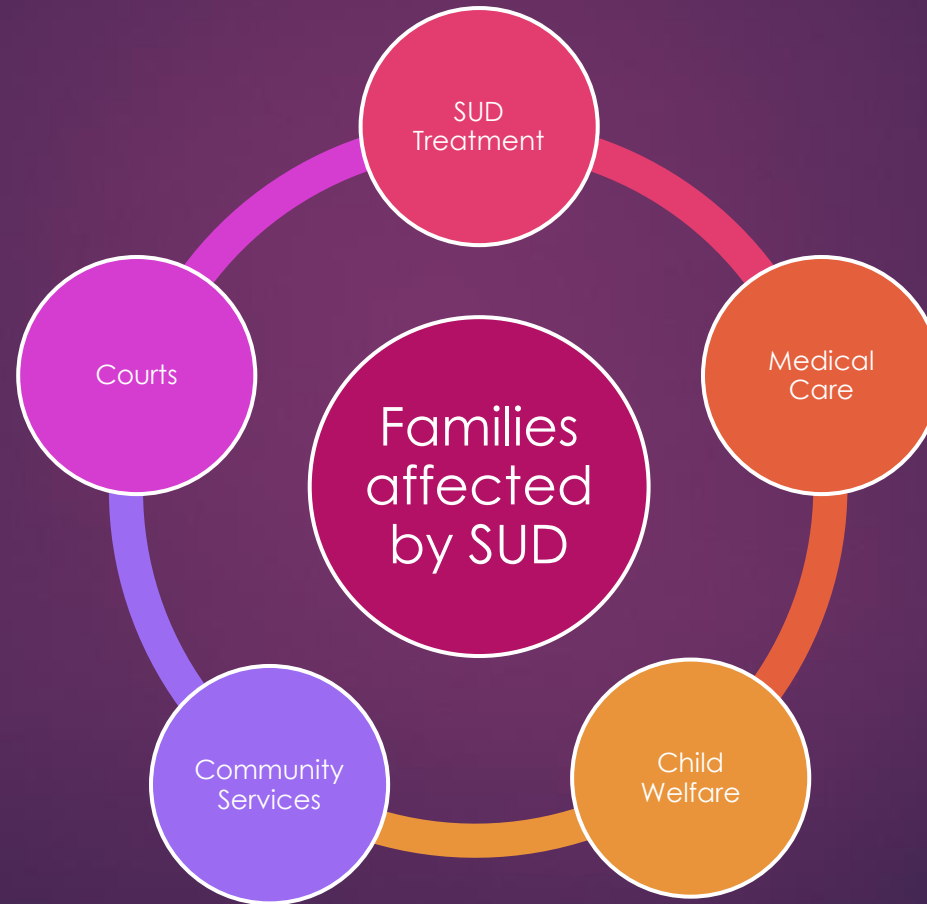 SUD
Treatment
Medical
Care
Child
Welfare
Community
Services
Courts
Families
affected
by SUD